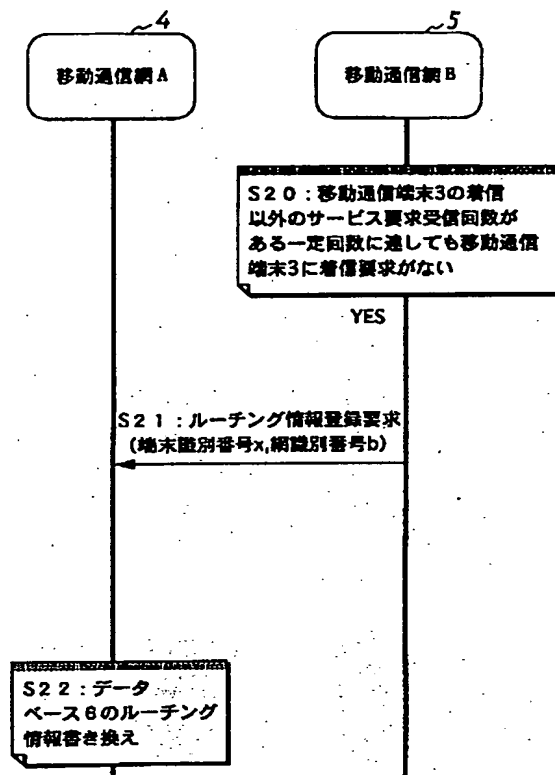 4
5
移動通信網A
移動通信網B
S20:移動通信端末3の着信
以外のサービス要求受信回数が
ある一定回数に達しても移動通信
端末3に着信要求がない
YES
S21:ルーチング情報登録要求
(端末識別番号x,網識別番号b)
S22:データ
ベース6のルーチング
情報書き換え